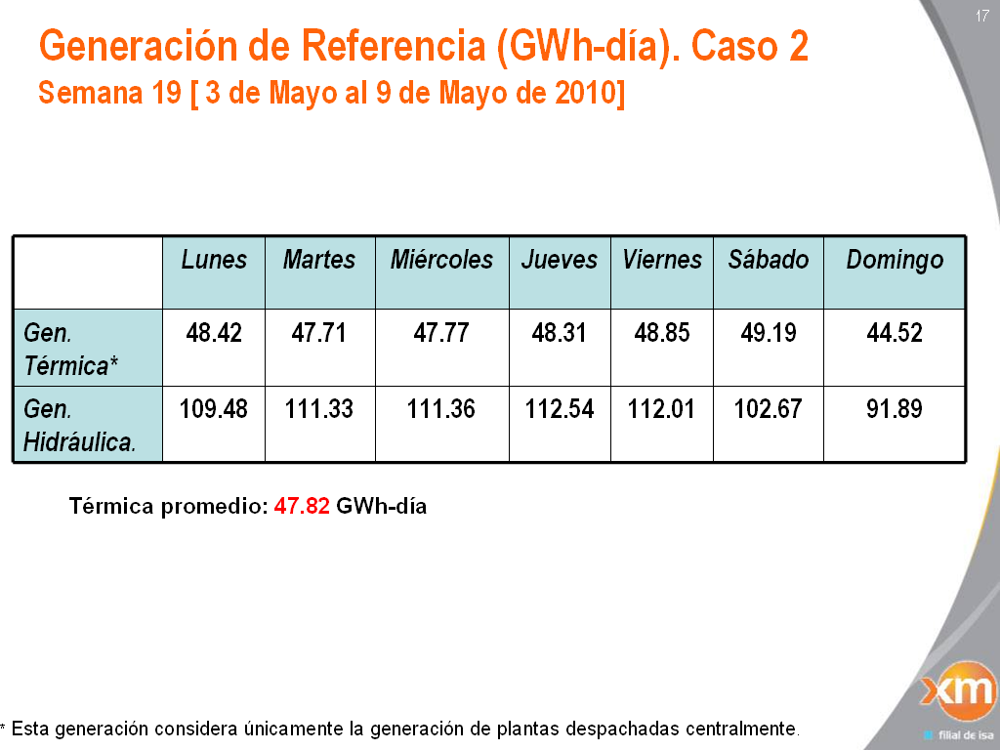 17
Generación de Referencia (GWh-día). Caso 2
Semana 19 [ 3 de Mayo al 9 de Mayo de 2010]
Lunes Martes Miércoles Jueves Viernes Sábado Domingo
Gen. Térmica* 48.42 47.71 47.77 48.31 48.85 49.19 44.52
Gen. Hidráulica. 109.48 111.33 111.36 112.54 112.01 102.67 91.89
Térmica promedio: 47.82 GWh-día
xm
filial de isa
* Esta generación considera únicamente la generación de plantas despachadas centralmente.